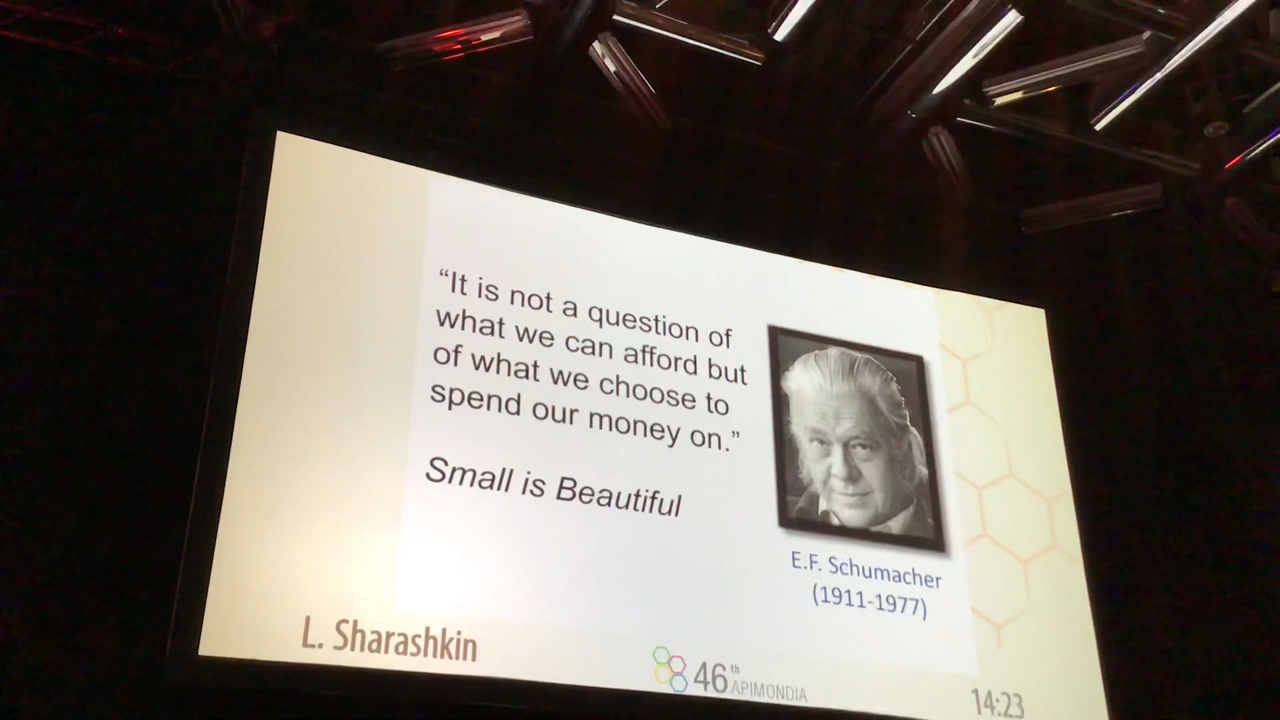 “It is not a question of
what we can afford but
of what we choose to
spend our money on.”
Small is Beautiful
E.F. Schumacher
(1911-1977)
L. Sharashkin
46th APIMONDIA
14:23